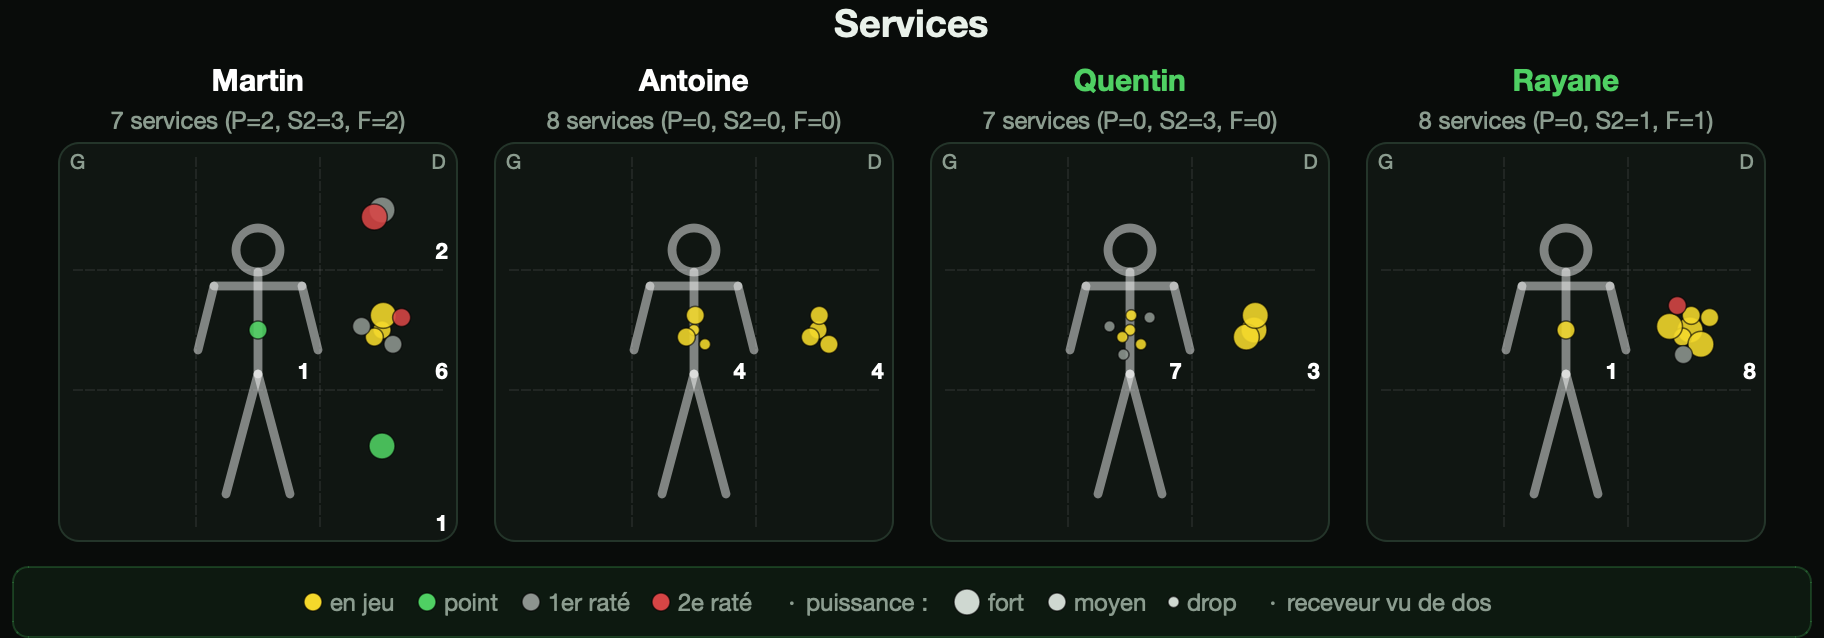 Services
Martin
7 services (P=2, S2=3, F=2)
G D
2
1 6
1
Antoine
8 services (P=0, S2=0, F=0)
G D
4 4
Quentin
7 services (P=0, S2=3, F=0)
G D
7 3
Rayane
8 services (P=0, S2=1, F=1)
G D
1 8
en jeu point 1er raté 2e raté · puissance : fort moyen drop · receveur vu de dos